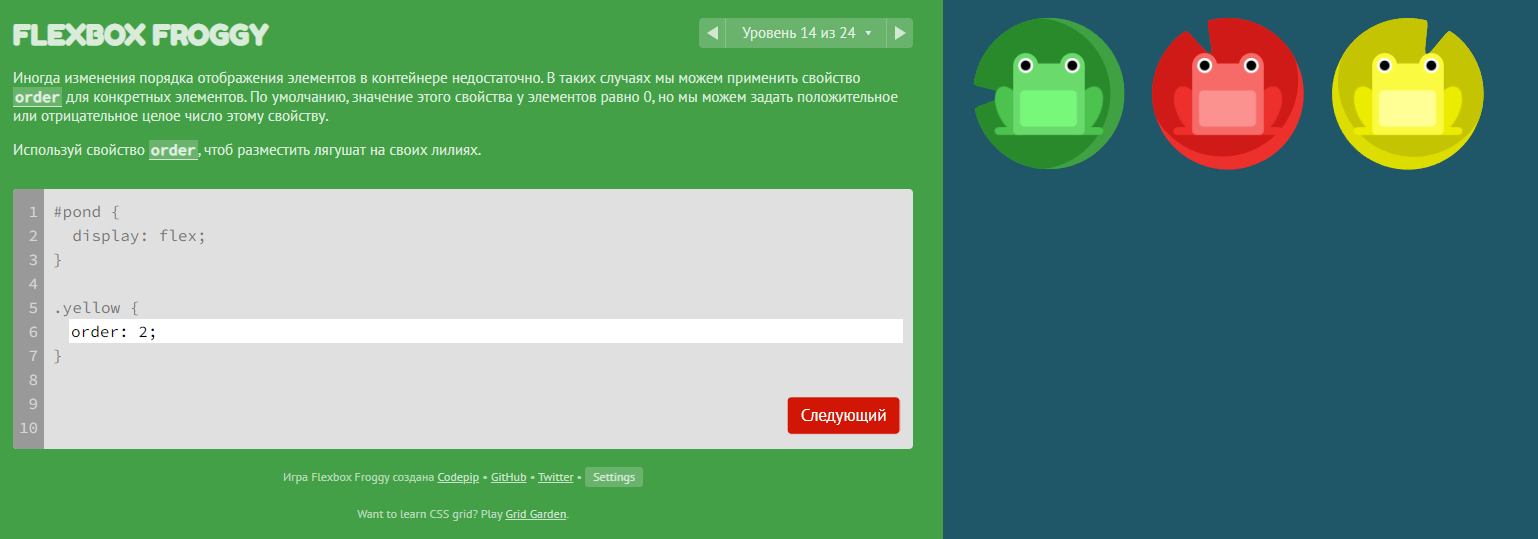 FLEXBOX FROGGY
Уровень 14 из 24
Иногда изменения порядка отображения элементов в контейнере недостаточно. В таких случаях мы можем применить свойство
order для конкретных элементов. По умолчанию, значение этого свойства у элементов равно 0, но мы можем задать положительное
или отрицательное целое число этому свойству.
Используй свойство order, чтоб разместить лягушат на своих лилиях.
1 #pond {
2 display: flex;
3 }
4
5 .yellow {
6 order: 2;
7 }
8
9
10
Следующий
Игра Flexbox Froggy создана Codepip • GitHub • Twitter • Settings
Want to learn CSS grid? Play Grid Garden.